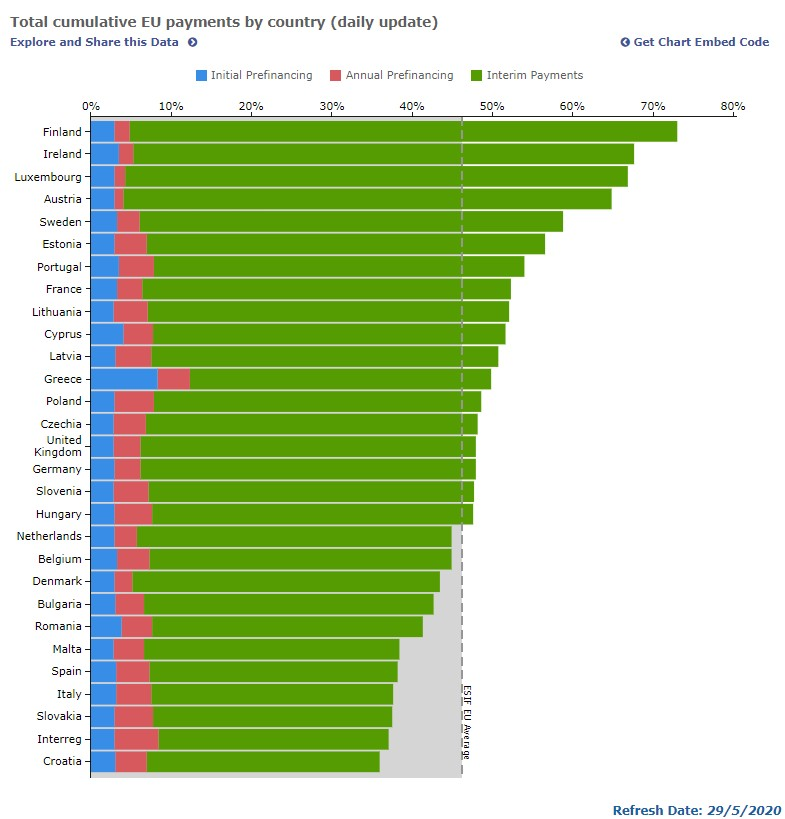 Total cumulative EU payments by country (daily update)
Explore and Share this Data
Get Chart Embed Code
Initial Prefinancing
Annual Prefinancing
Interim Payments
0% 10% 20% 30% 40% 50% 60% 70% 80%
Finland
Ireland
Luxembourg
Austria
Sweden
Estonia
Portugal
France
Lithuania
Cyprus
Latvia
Greece
Poland
Czechia
United
Kingdom
Germany
Slovenia
Hungary
Netherlands
Belgium
Denmark
Bulgaria
Romania
Malta
Spain
Italy
Slovakia
Interreg
Croatia
ESIF EU Average
Refresh Date: 29/5/2020